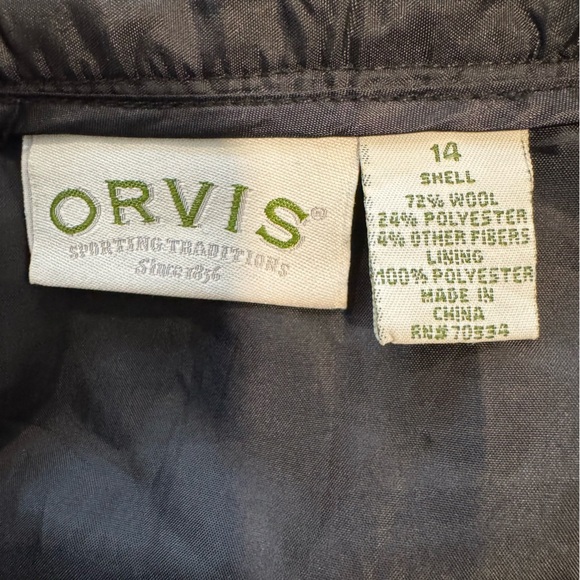 ORVIS®
SPORTING TRADITIONS
Since 1856
14
SHELL
72% WOOL
24% POLYESTER
4% OTHER FIBERS
LINING
100% POLYESTER
MADE IN
CHINA
RN# 70534